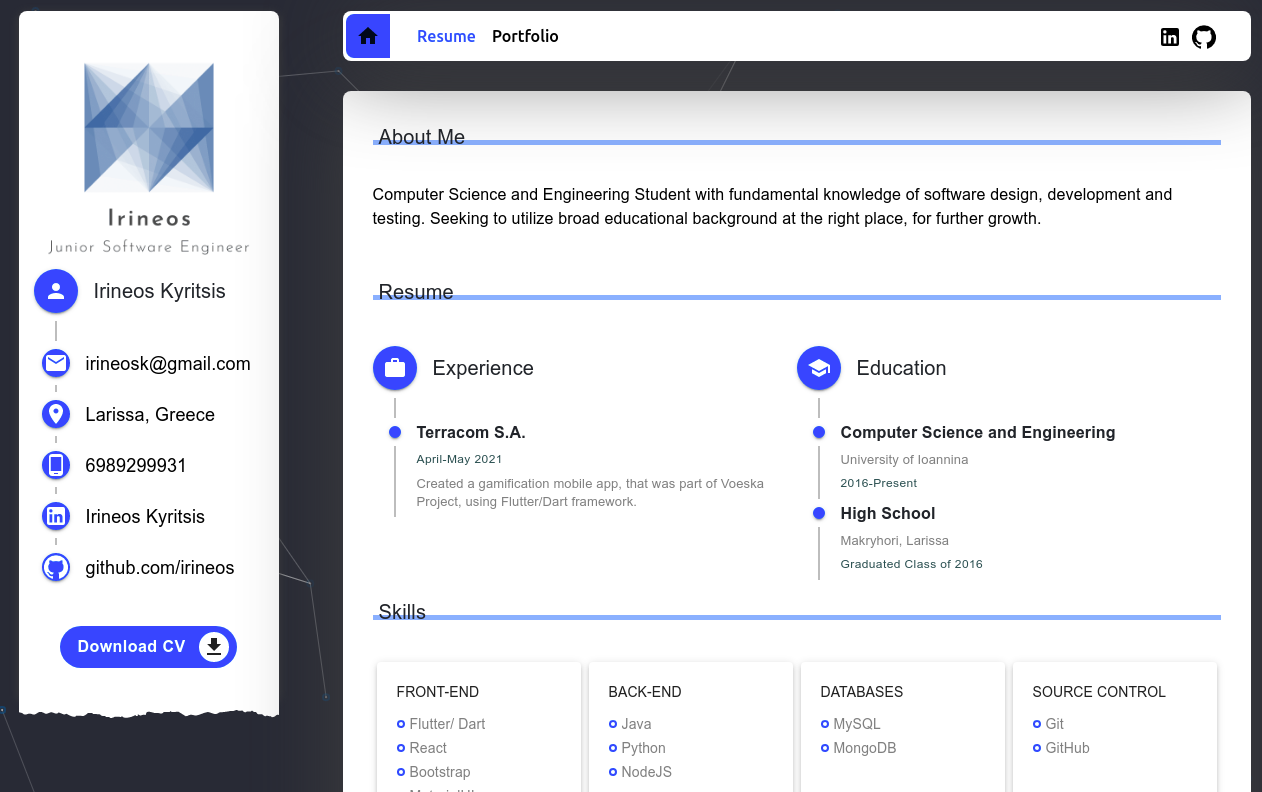 Irineos
Junior Software Engineer
Irineos Kyritsis
irineosk@gmail.com
Larissa, Greece
6989299931
Irineos Kyritsis
github.com/irineos
Download CV
Resume Portfolio
About Me
Computer Science and Engineering Student with fundamental knowledge of software design, development and
testing. Seeking to utilize broad educational background at the right place, for further growth.
Resume
Experience
Terracom S.A.
April-May 2021
Created a gamification mobile app, that was part of Voeska
Project, using Flutter/Dart framework.
Education
Computer Science and Engineering
University of Ioannina
2016-Present
High School
Makryhori, Larissa
Graduated Class of 2016
Skills
FRONT-END
Flutter/ Dart
React
Bootstrap
BACK-END
Java
Python
NodeJS
DATABASES
MySQL
MongoDB
SOURCE CONTROL
Git
GitHub